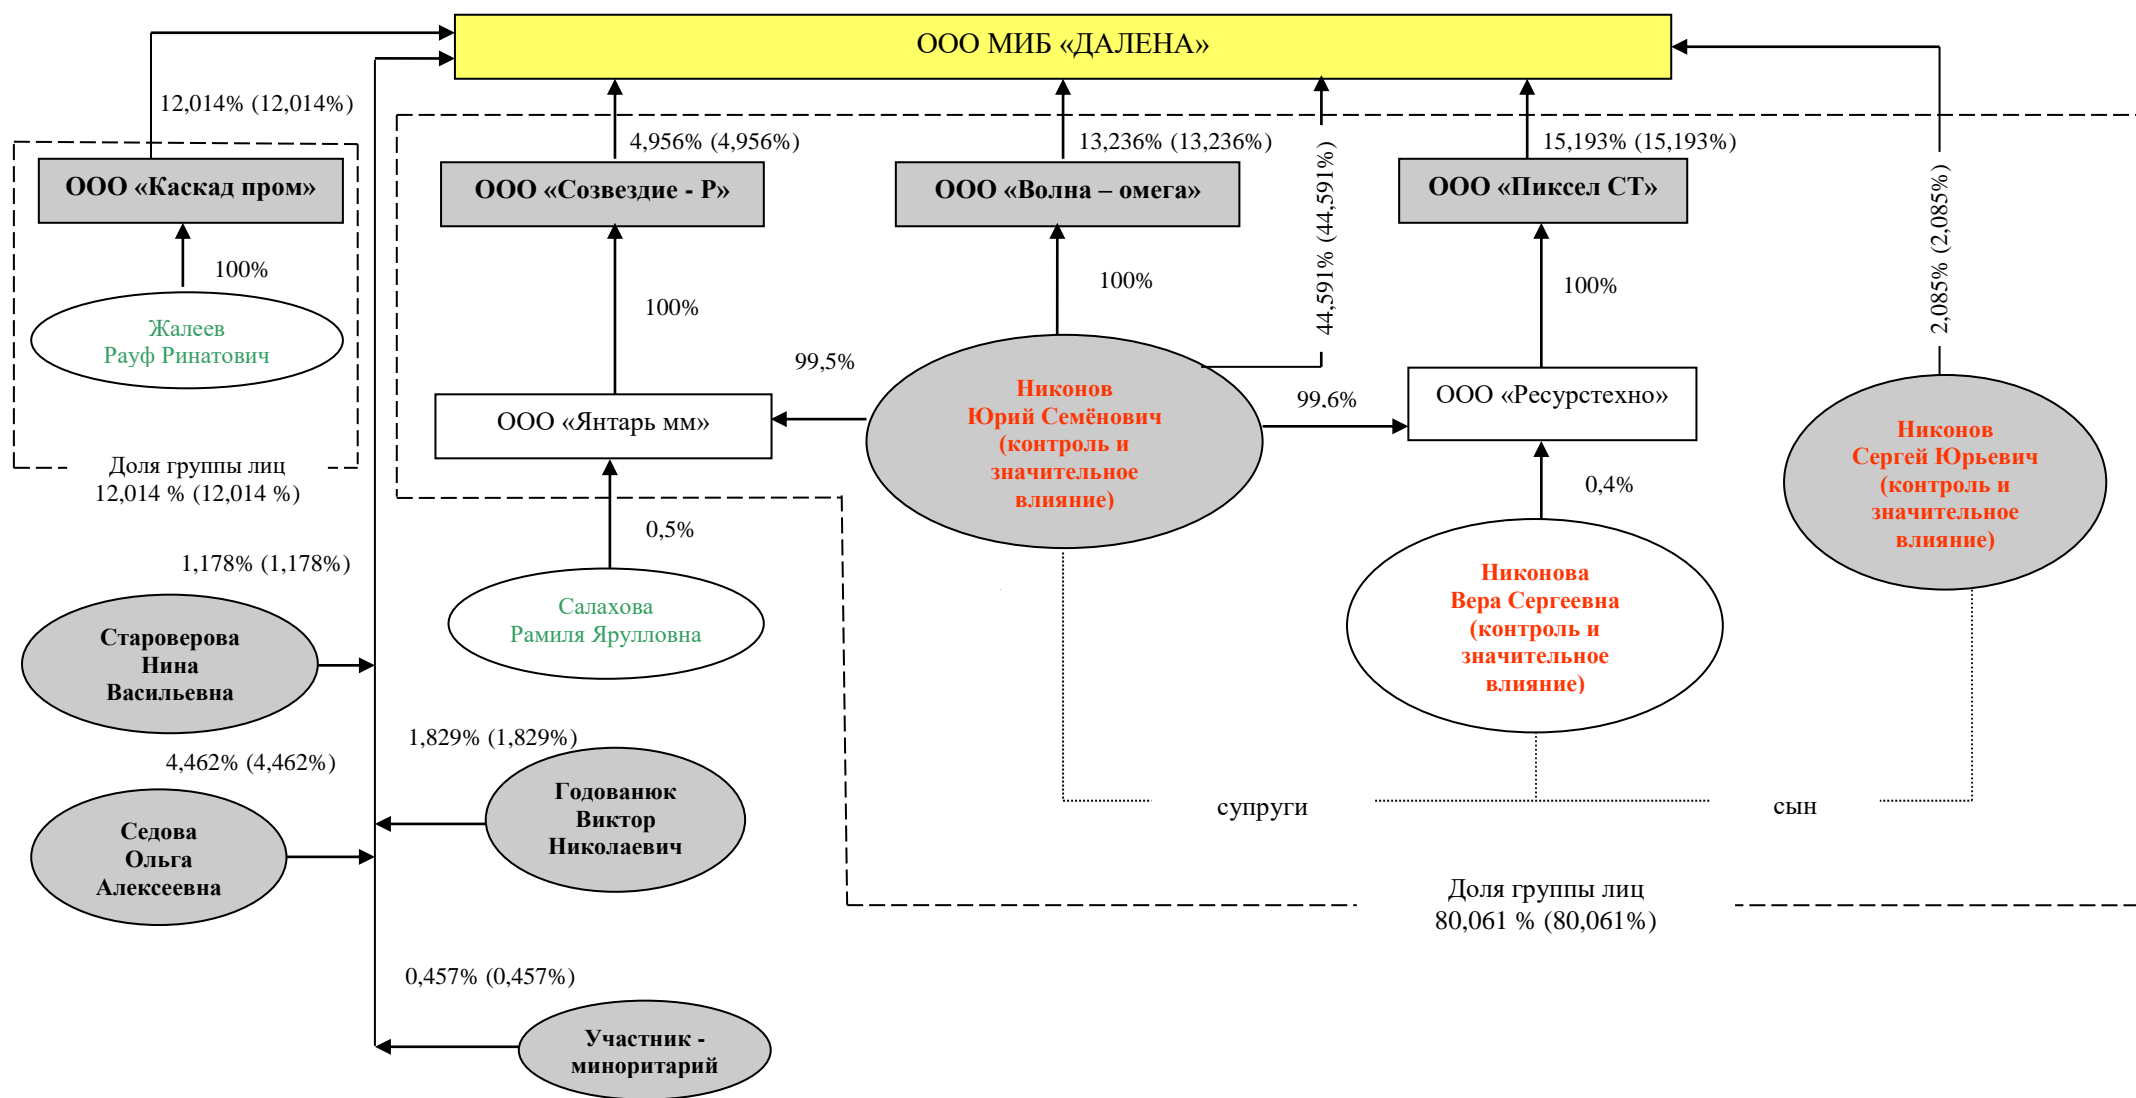 ООО МИБ «ДАЛЕНА»
12,014% (12,014%)
4,956% (4,956%)
13,236% (13,236%)
44,591% (44,591%)
15,193% (15,193%)
2,085% (2,085%)
ООО «Каскад пром»
ООО «Созвездие - Р»
ООО «Волна – омега»
ООО «Пиксел СТ»
100%
100%
100%
100%
Жалеев
Рауф Ринатович
99,5%
99,6%
ООО «Янтарь мм»
Никонов
Юрий Семёнович
(контроль и
значительное
влияние)
ООО «Ресурстехно»
Никонов
Сергей Юрьевич
(контроль и
значительное
влияние)
Доля группы лиц
12,014 % (12,014 %)
0,5%
0,4%
1,178% (1,178%)
Староверова
Нина
Васильевна
Салахова
Рамиля Ярулловна
Никонова
Вера Сергеевна
(контроль и
значительное
влияние)
4,462% (4,462%)
1,829% (1,829%)
Седова
Ольга
Алексеевна
Годованюк
Виктор
Николаевич
супруги
сын
Доля группы лиц
80,061 % (80,061%)
0,457% (0,457%)
Участник -
миноритарий